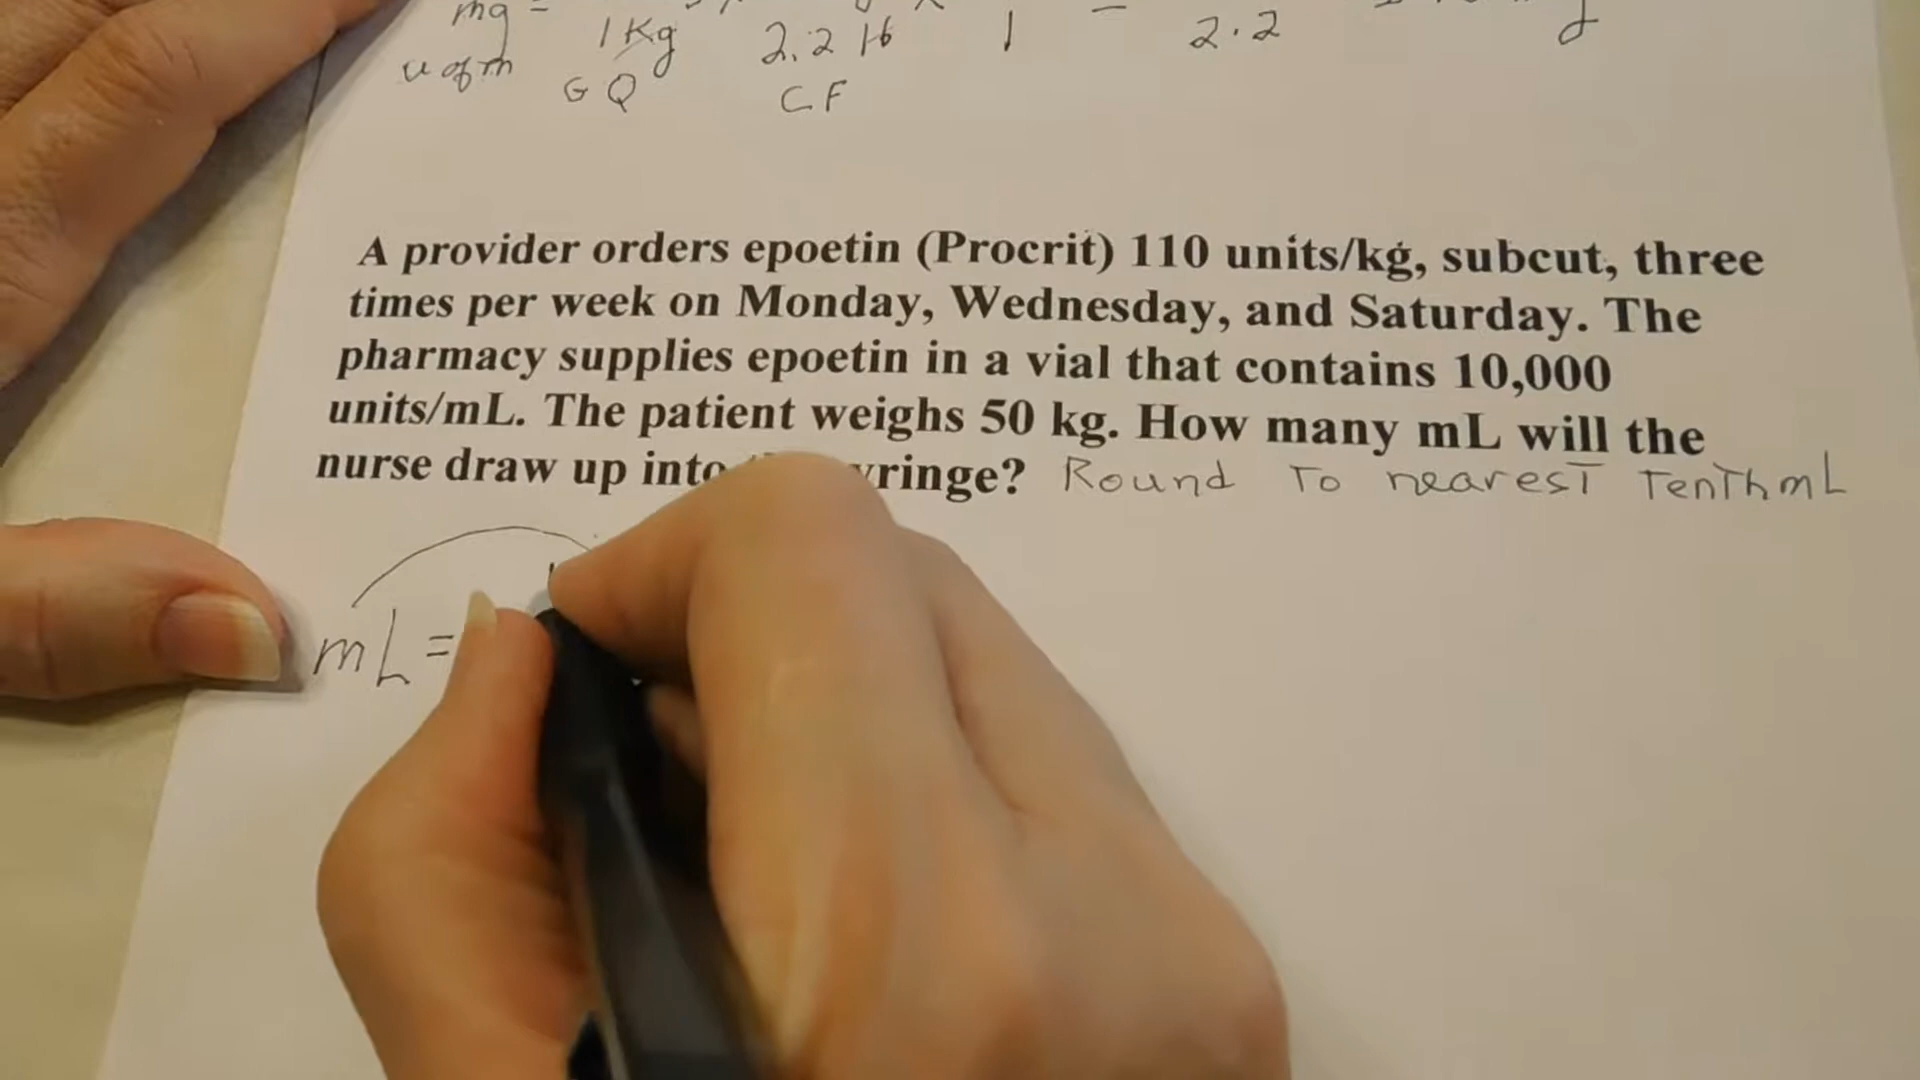 mg = 1 Kg 2.2 lb 1 = 2.2
u of m
G Q CF
A provider orders epoetin (Procrit) 110 units/kg, subcut, three
times per week on Monday, Wednesday, and Saturday. The
pharmacy supplies epoetin in a vial that contains 10,000
units/mL. The patient weighs 50 kg. How many mL will the
nurse draw up into syringe? Round To nearesT TenTh mL
mL =